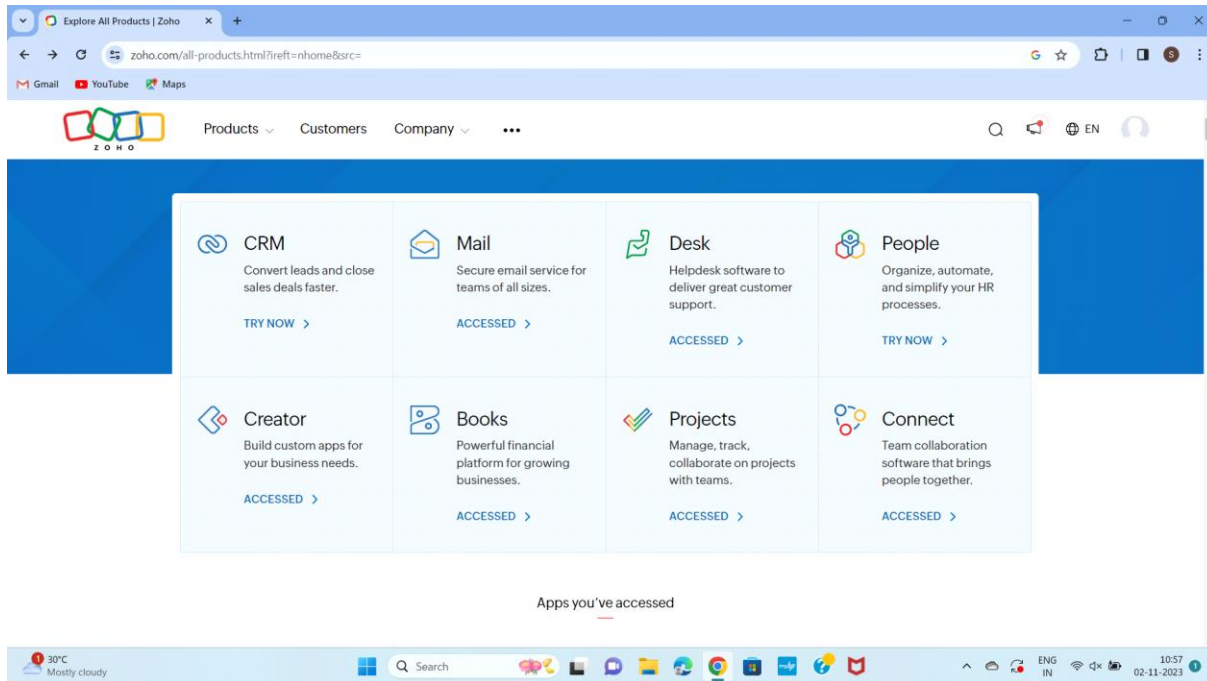 Explore All Products | Zoho
zoho.com/all-products.html?ireft=nhome&src=
S
Gmail YouTube Maps
ZOHO
Products Customers Company ••• EN
CRM
Convert leads and close
sales deals faster.
TRY NOW >
Mail
Secure email service for
teams of all sizes.
ACCESSED >
Desk
Helpdesk software to
deliver great customer
support.
ACCESSED >
People
Organize, automate,
and simplify your HR
processes.
TRY NOW >
Creator
Build custom apps for
your business needs.
ACCESSED >
Books
Powerful financial
platform for growing
businesses.
ACCESSED >
Projects
Manage, track,
collaborate on projects
with teams.
ACCESSED >
Connect
Team collaboration
software that brings
people together.
ACCESSED >
Apps you've accessed
1
30°C
Mostly cloudy
Search
ENG
IN
10:57
02-11-2023
1